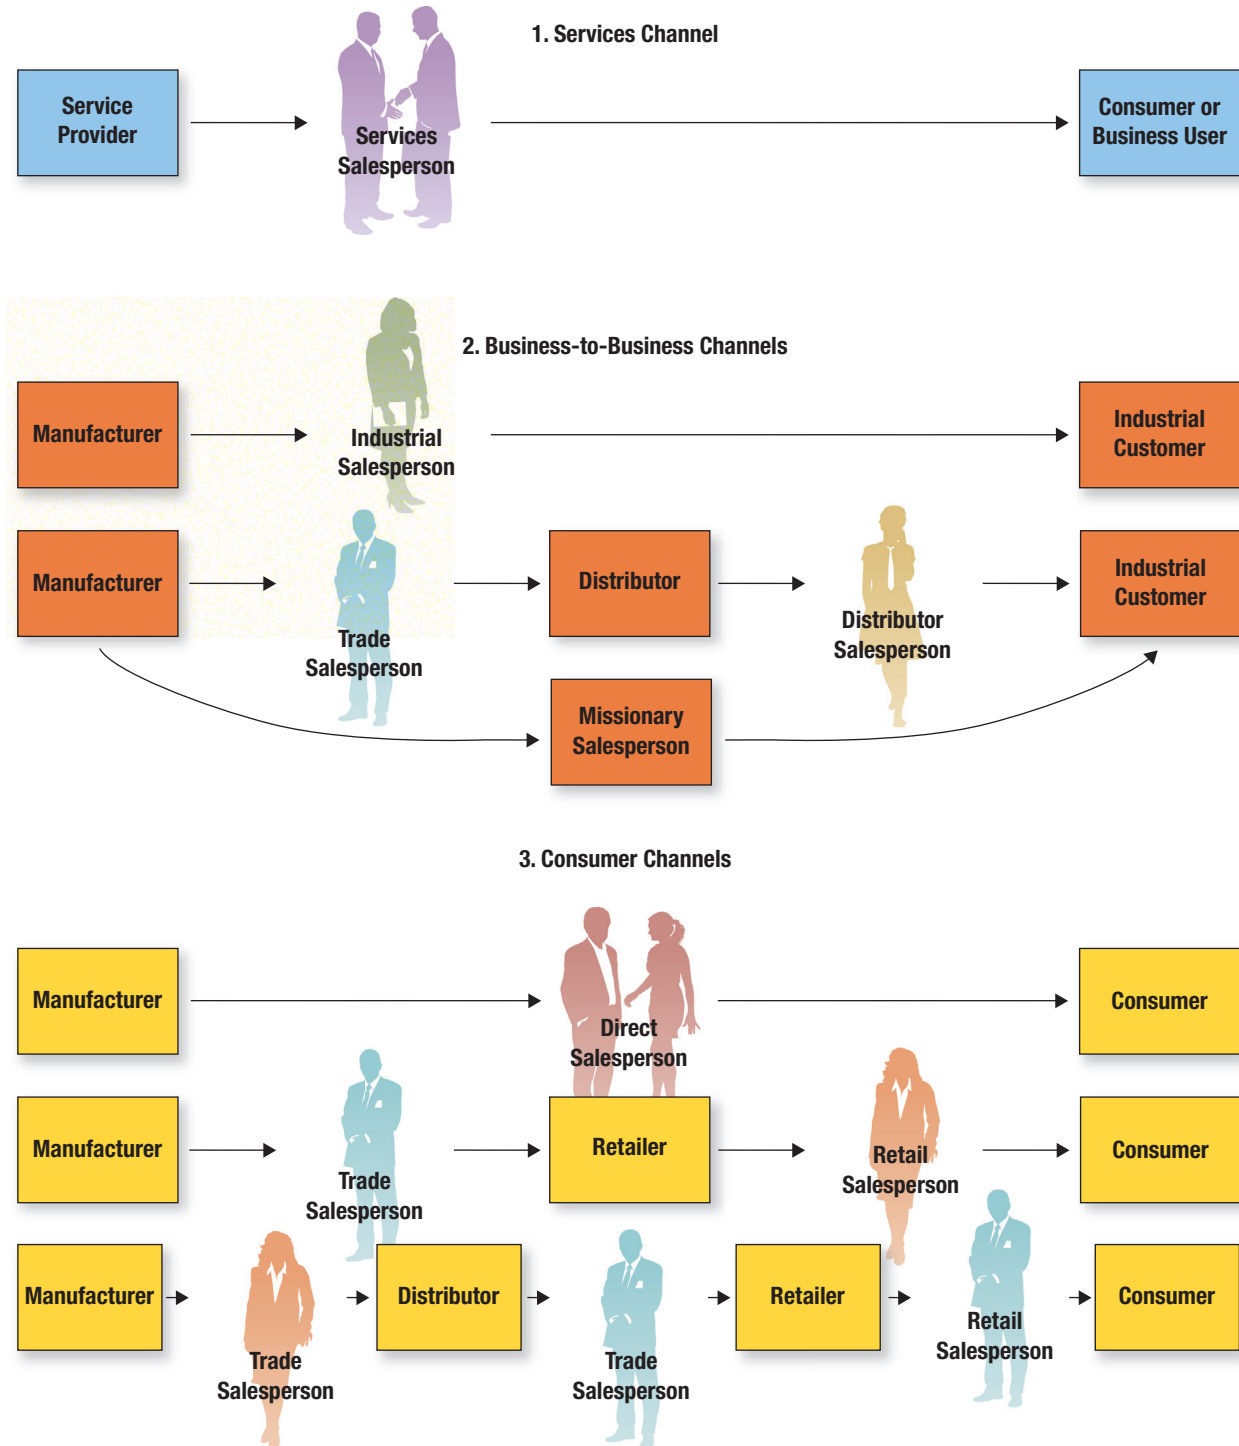 1. Services Channel
Service
Provider
Services
Salesperson
Consumer or
Business User
2. Business-to-Business Channels
Manufacturer
Industrial
Salesperson
Industrial
Customer
Manufacturer
Trade
Salesperson
Distributor
Distributor
Salesperson
Industrial
Customer
Missionary
Salesperson
3. Consumer Channels
Manufacturer
Direct
Salesperson
Consumer
Manufacturer
Trade
Salesperson
Retailer
Retail
Salesperson
Consumer
Manufacturer
Trade
Salesperson
Distributor
Trade
Salesperson
Retailer
Retail
Salesperson
Consumer